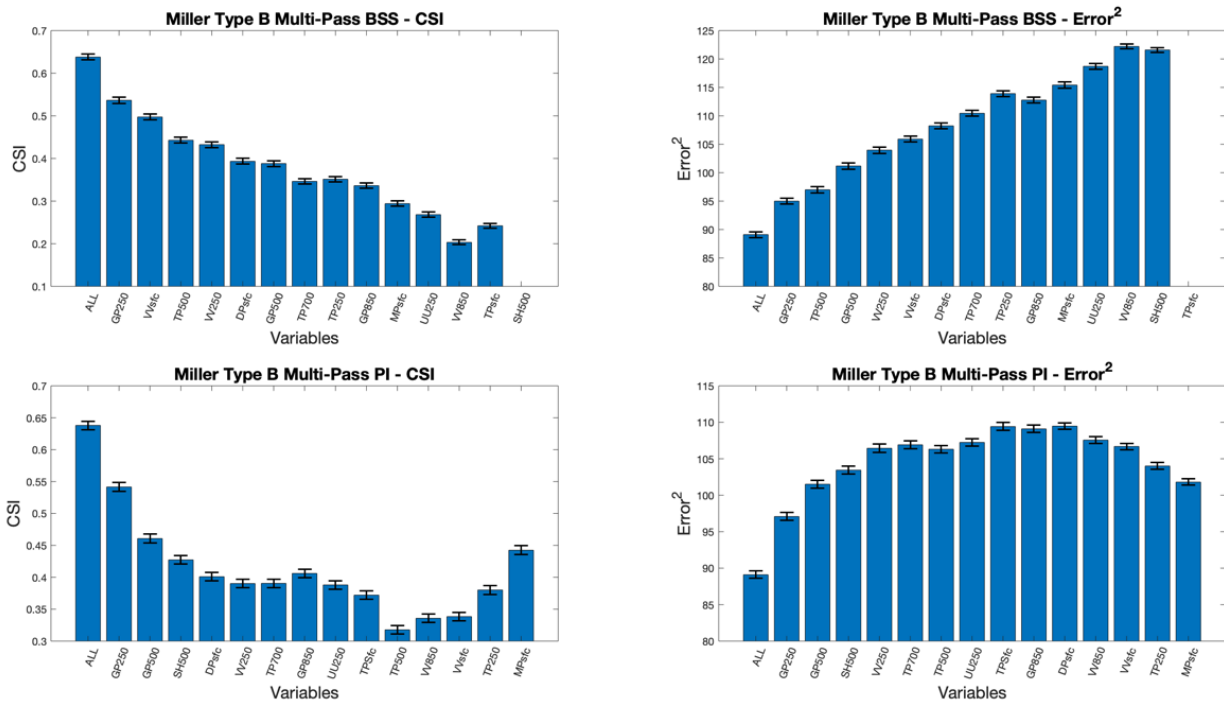 Miller Type B Multi-Pass BSS - CSI
0.7
0.6
0.5
0.4
0.3
0.2
0.1
CSI
ALL
GP250
VVsfc
TP500
VV250
DPsfc
GP500
TP700
TP250
GP850
MPsfc
UU250
VV850
TPsfc
SH500
Variables
Miller Type B Multi-Pass BSS - Error²
125
120
115
110
105
100
95
90
85
80
Error²
ALL
GP250
TP500
GP500
VV250
VVsfc
DPsfc
TP700
TP250
GP850
MPsfc
UU250
VV850
SH500
TPsfc
Variables
Miller Type B Multi-Pass PI - CSI
0.7
0.65
0.6
0.55
0.5
0.45
0.4
0.35
0.3
CSI
ALL
GP250
GP500
SH500
DPsfc
VV250
TP700
GP850
UU250
TPSfc
TP500
VV850
VVsfc
TP250
MPsfc
Variables
Miller Type B Multi-Pass PI - Error²
115
110
105
100
95
90
85
80
Error²
ALL
GP250
GP500
SH500
VV250
TP700
TP500
UU250
TPSfc
GP850
DPsfc
VV850
VVsfc
TP250
MPsfc
Variables